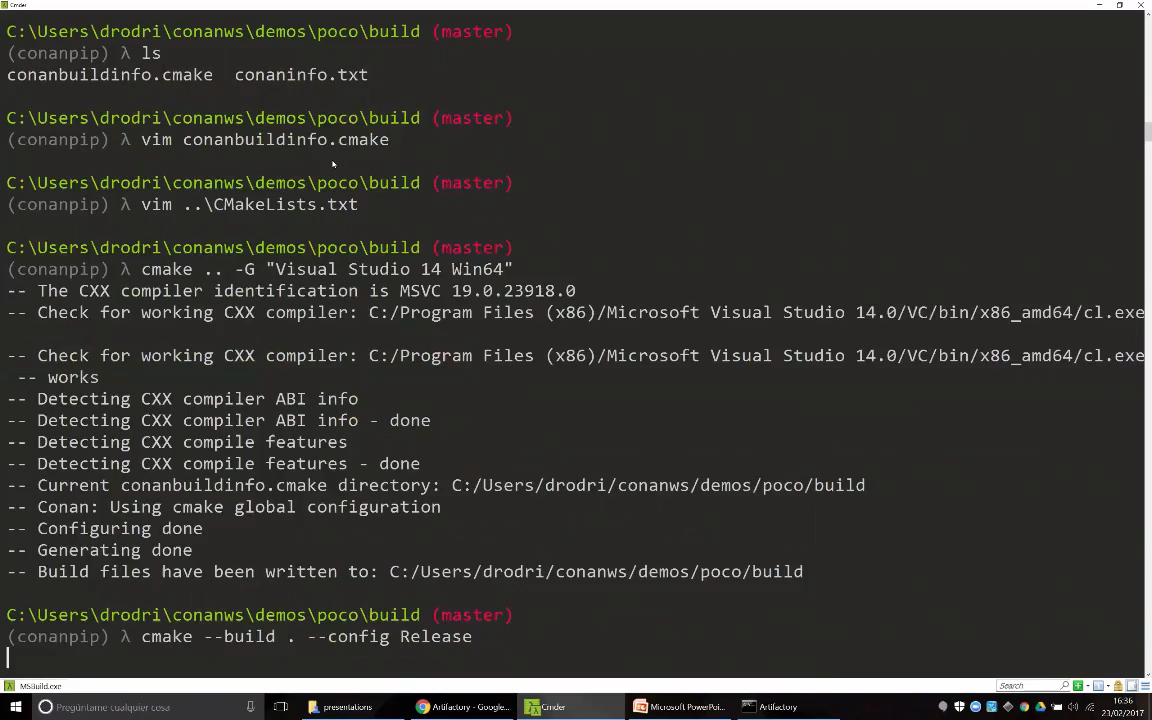 Cmder
C:\Users\drodri\conanws\demos\poco\build (master)
(conanpip) λ ls
conanbuildinfo.cmake  conaninfo.txt
C:\Users\drodri\conanws\demos\poco\build (master)
(conanpip) λ vim conanbuildinfo.cmake
C:\Users\drodri\conanws\demos\poco\build (master)
(conanpip) λ vim ..\CMakeLists.txt
C:\Users\drodri\conanws\demos\poco\build (master)
(conanpip) λ cmake .. -G "Visual Studio 14 Win64"
-- The CXX compiler identification is MSVC 19.0.23918.0
-- Check for working CXX compiler: C:/Program Files (x86)/Microsoft Visual Studio 14.0/VC/bin/x86_amd64/cl.exe
-- Check for working CXX compiler: C:/Program Files (x86)/Microsoft Visual Studio 14.0/VC/bin/x86_amd64/cl.exe
-- works
-- Detecting CXX compiler ABI info
-- Detecting CXX compiler ABI info - done
-- Detecting CXX compile features
-- Detecting CXX compile features - done
-- Current conanbuildinfo.cmake directory: C:/Users/drodri/conanws/demos/poco/build
-- Conan: Using cmake global configuration
-- Configuring done
-- Generating done
-- Build files have been written to: C:/Users/drodri/conanws/demos/poco/build
C:\Users\drodri\conanws\demos\poco\build (master)
(conanpip) λ cmake --build . --config Release
λ MSBuild.exe
Search
Pregúntame cualquier cosa
presentations
Artifactory - Google...
λ Cmder
Microsoft PowerPoi...
Artifactory
16:36
23/02/2017